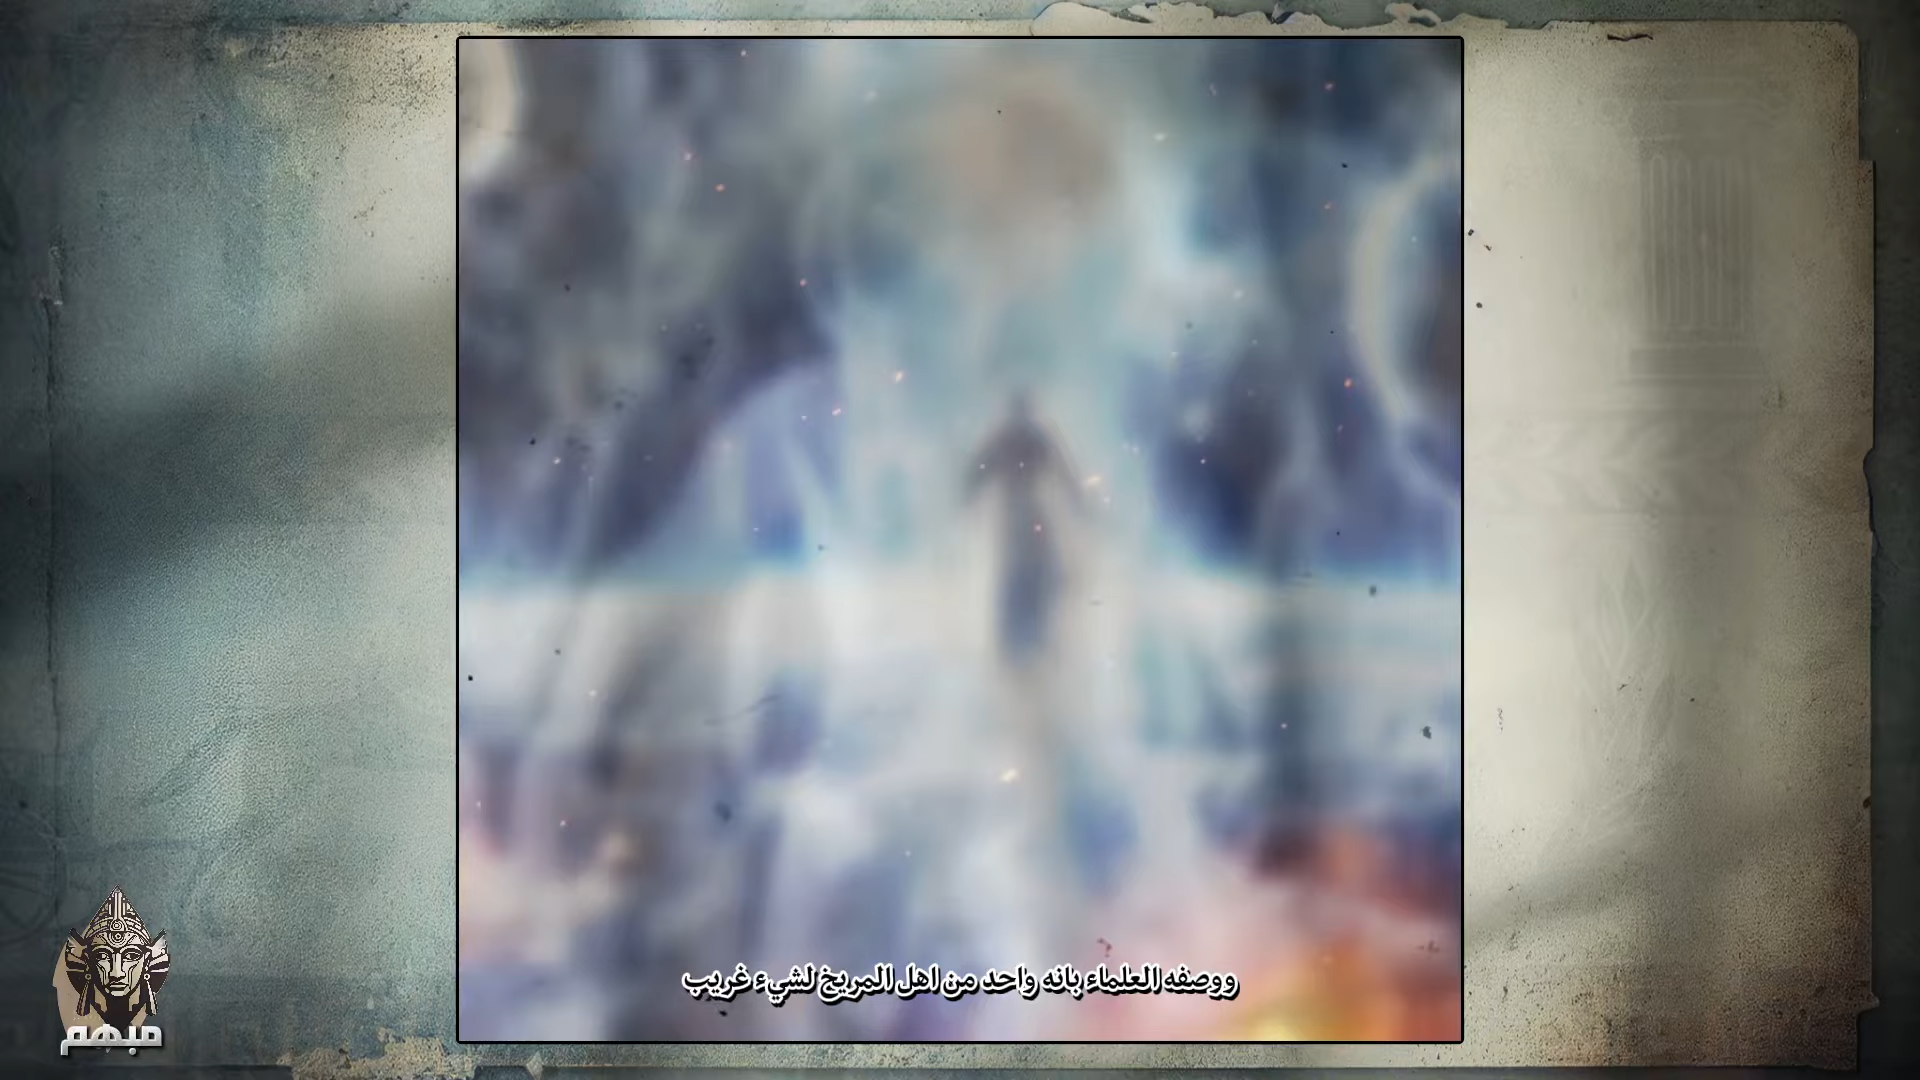 ووصفه العلماء بانه واحد من اهل المريخ لشيء غريب
مبهم